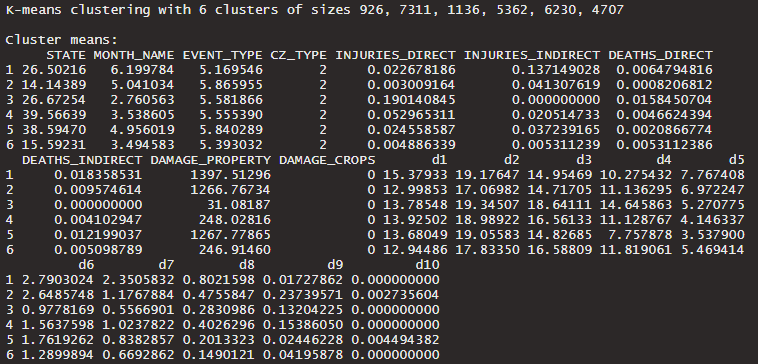 K-means clustering with 6 clusters of sizes 926, 7311, 1136, 5362, 6230, 4707
Cluster means:
STATE MONTH_NAME EVENT_TYPE CZ_TYPE INJURIES_DIRECT INJURIES_INDIRECT DEATHS_DIRECT
1 26.50216 6.199784 5.169546 2 0.022678186 0.137149028 0.0064794816
2 14.14389 5.041034 5.865955 2 0.003009164 0.041307619 0.0008206812
3 26.67254 2.760563 5.581866 2 0.190140845 0.000000000 0.0158450704
4 39.56639 3.538605 5.555390 2 0.052965311 0.020514733 0.0046624394
5 38.59470 4.956019 5.840289 2 0.024558587 0.037239165 0.0020866774
6 15.59231 3.494583 5.393032 2 0.004886339 0.005311239 0.0053112386
DEATHS_INDIRECT DAMAGE_PROPERTY DAMAGE_CROPS d1 d2 d3 d4 d5
1 0.018358531 1397.51296 0 15.37933 19.17647 14.95469 10.275432 7.767408
2 0.009574614 1266.76734 0 12.99853 17.06982 14.71705 11.136295 6.972247
3 0.000000000 31.08187 0 13.78548 19.34507 18.64111 14.645863 5.270775
4 0.004102947 248.02816 0 13.92502 18.98922 16.56133 11.128767 4.146337
5 0.012199037 1267.77865 0 13.68049 19.05583 14.82685 7.757878 3.537900
6 0.005098789 246.91460 0 12.94486 17.83350 16.58809 11.819061 5.469414
d6 d7 d8 d9 d10
1 2.7903024 2.3505832 0.8021598 0.01727862 0.000000000
2 2.6485748 1.1767884 0.4755847 0.23739571 0.002735604
3 0.9778169 0.5566901 0.2830986 0.13204225 0.000000000
4 1.5637598 1.0237822 0.4026296 0.15386050 0.000000000
5 1.7619262 0.8382857 0.2013323 0.02446228 0.004494382
6 1.2899894 0.6692862 0.1490121 0.04195878 0.000000000